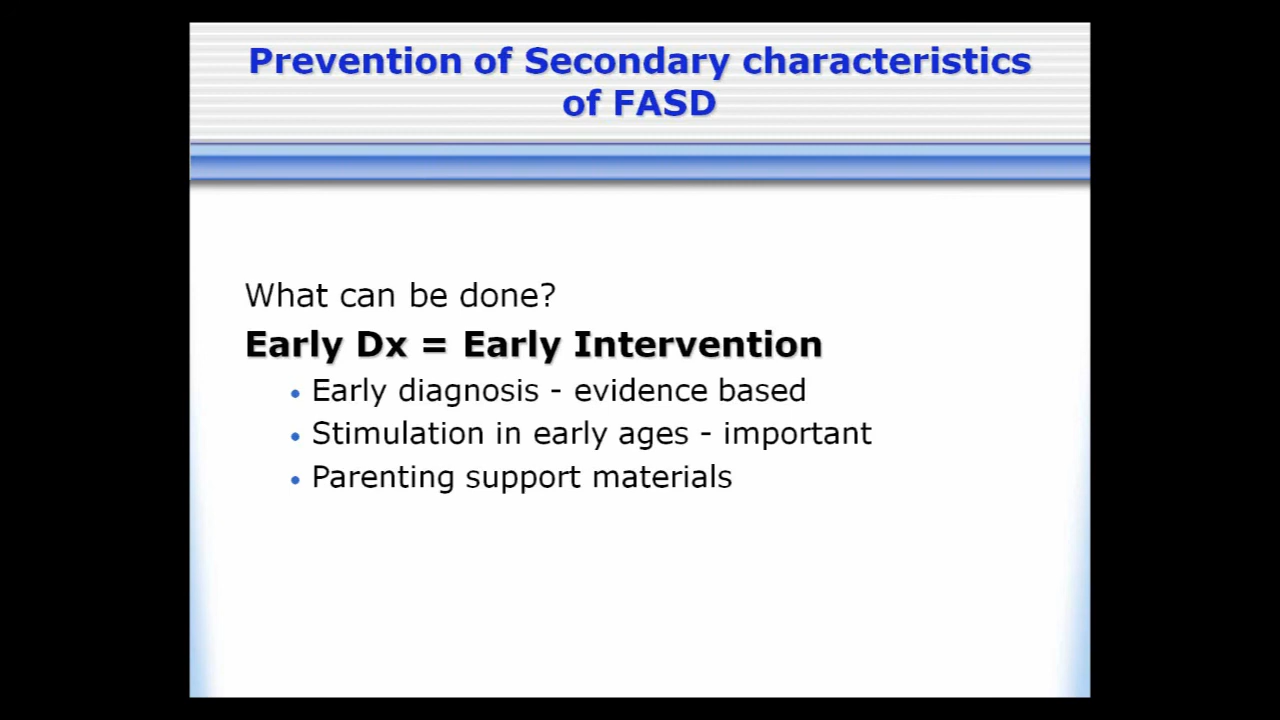 Prevention of Secondary characteristics
of FASD
What can be done?
Early Dx = Early Intervention
• Early diagnosis - evidence based
• Stimulation in early ages - important
• Parenting support materials